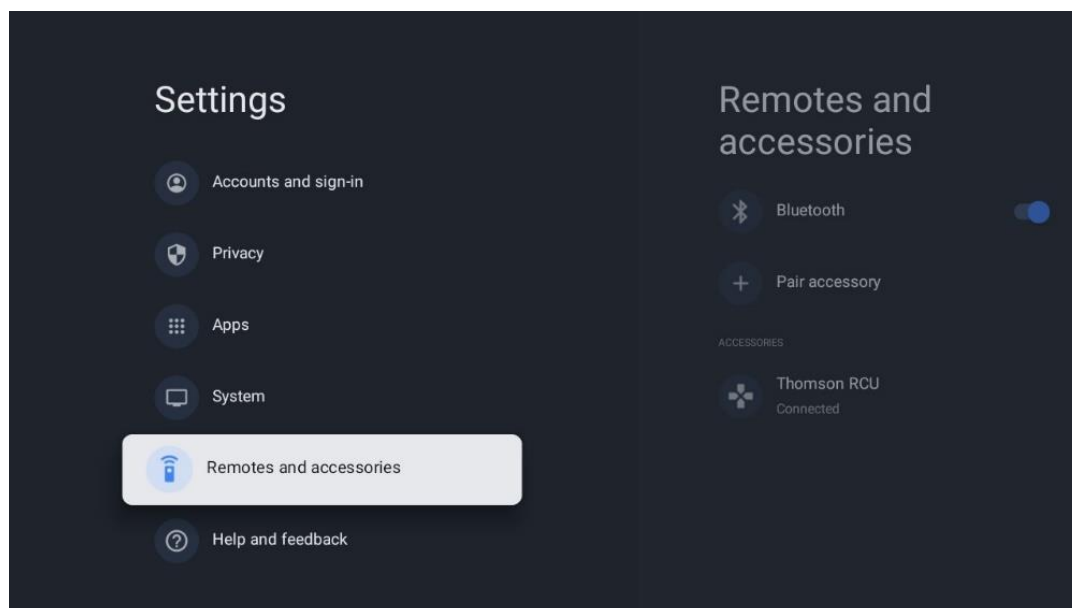 Settings
Accounts and sign-in
Privacy
Apps
System
Remotes and accessories
Help and feedback
Remotes and
accessories
Bluetooth
Pair accessory
ACCESSORIES
Thomson RCU
Connected